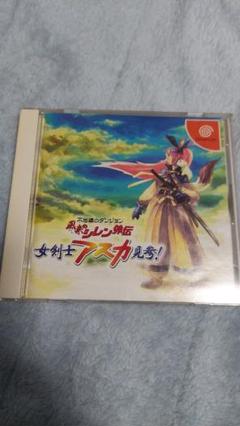 不思議のダンジョン
風来のシレン外伝
女剣士アスカ見参!